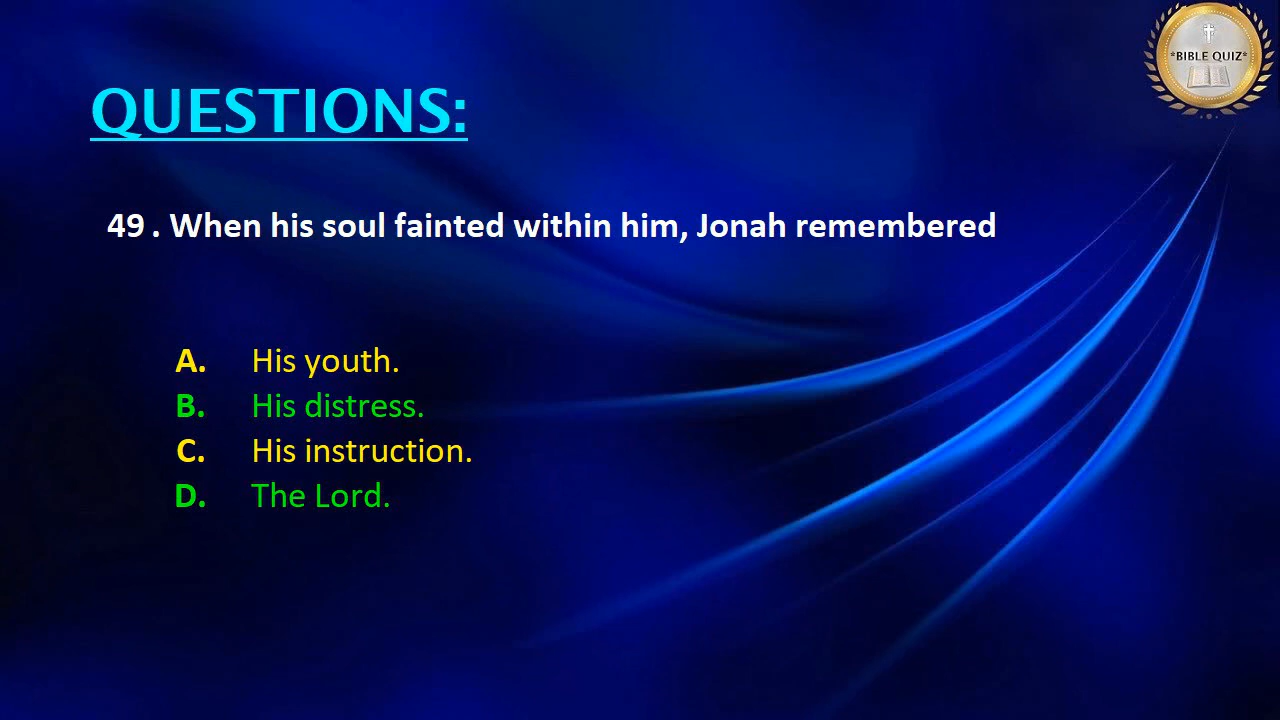 *BIBLE QUIZ*
QUESTIONS:
49 . When his soul fainted within him, Jonah remembered
A. His youth.
B. His distress.
C. His instruction.
D. The Lord.